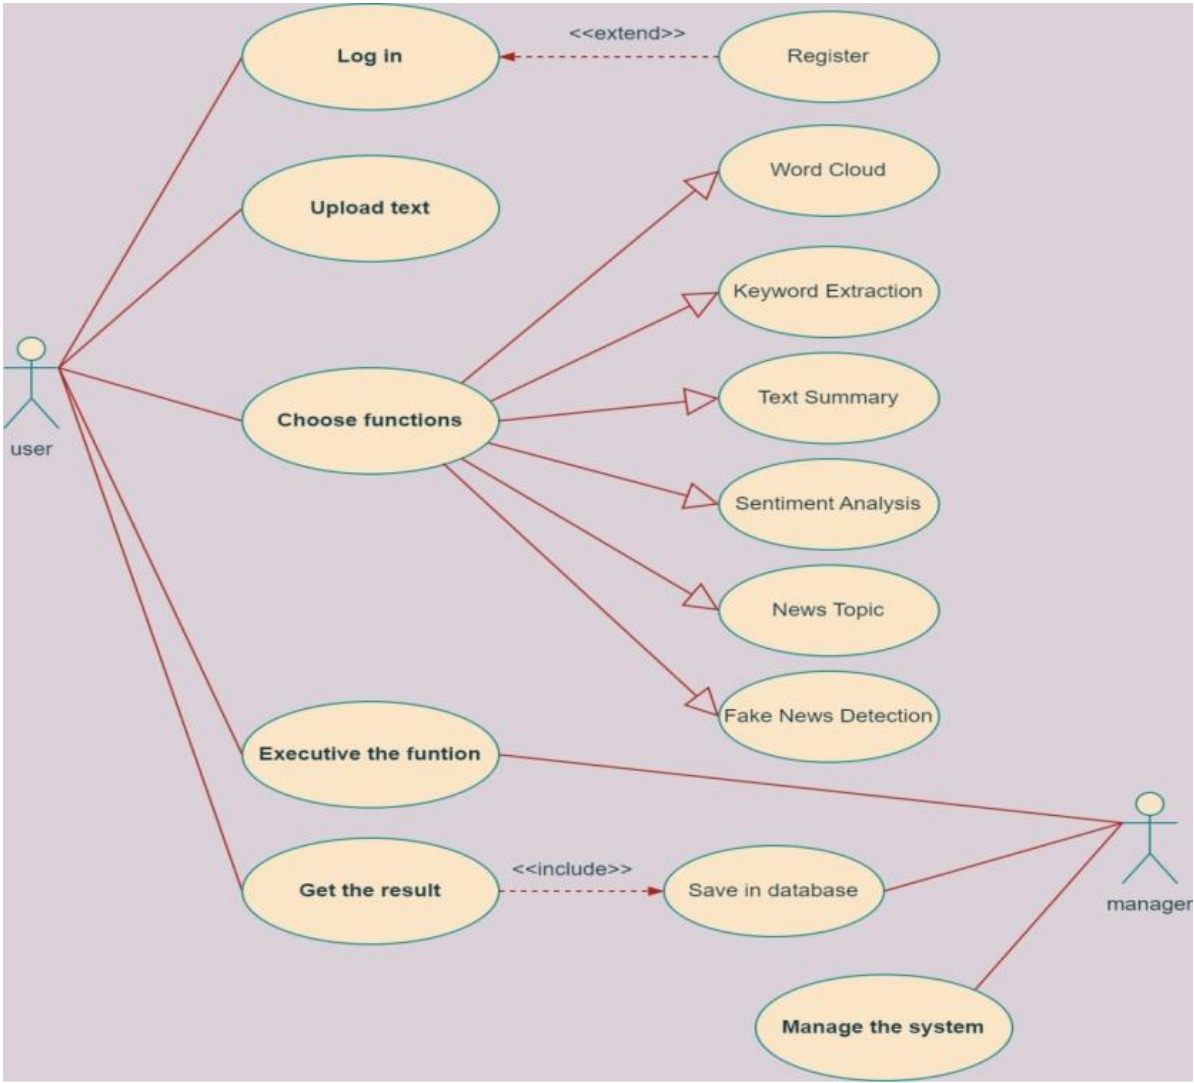 Log in
<<extend>>
Register
Word Cloud
Upload text
Keyword Extraction
user
Choose functions
Text Summary
Sentiment Analysis
News Topic
Fake News Detection
Executive the funtion
Get the result
<<include>>
Save in database
manager
Manage the system